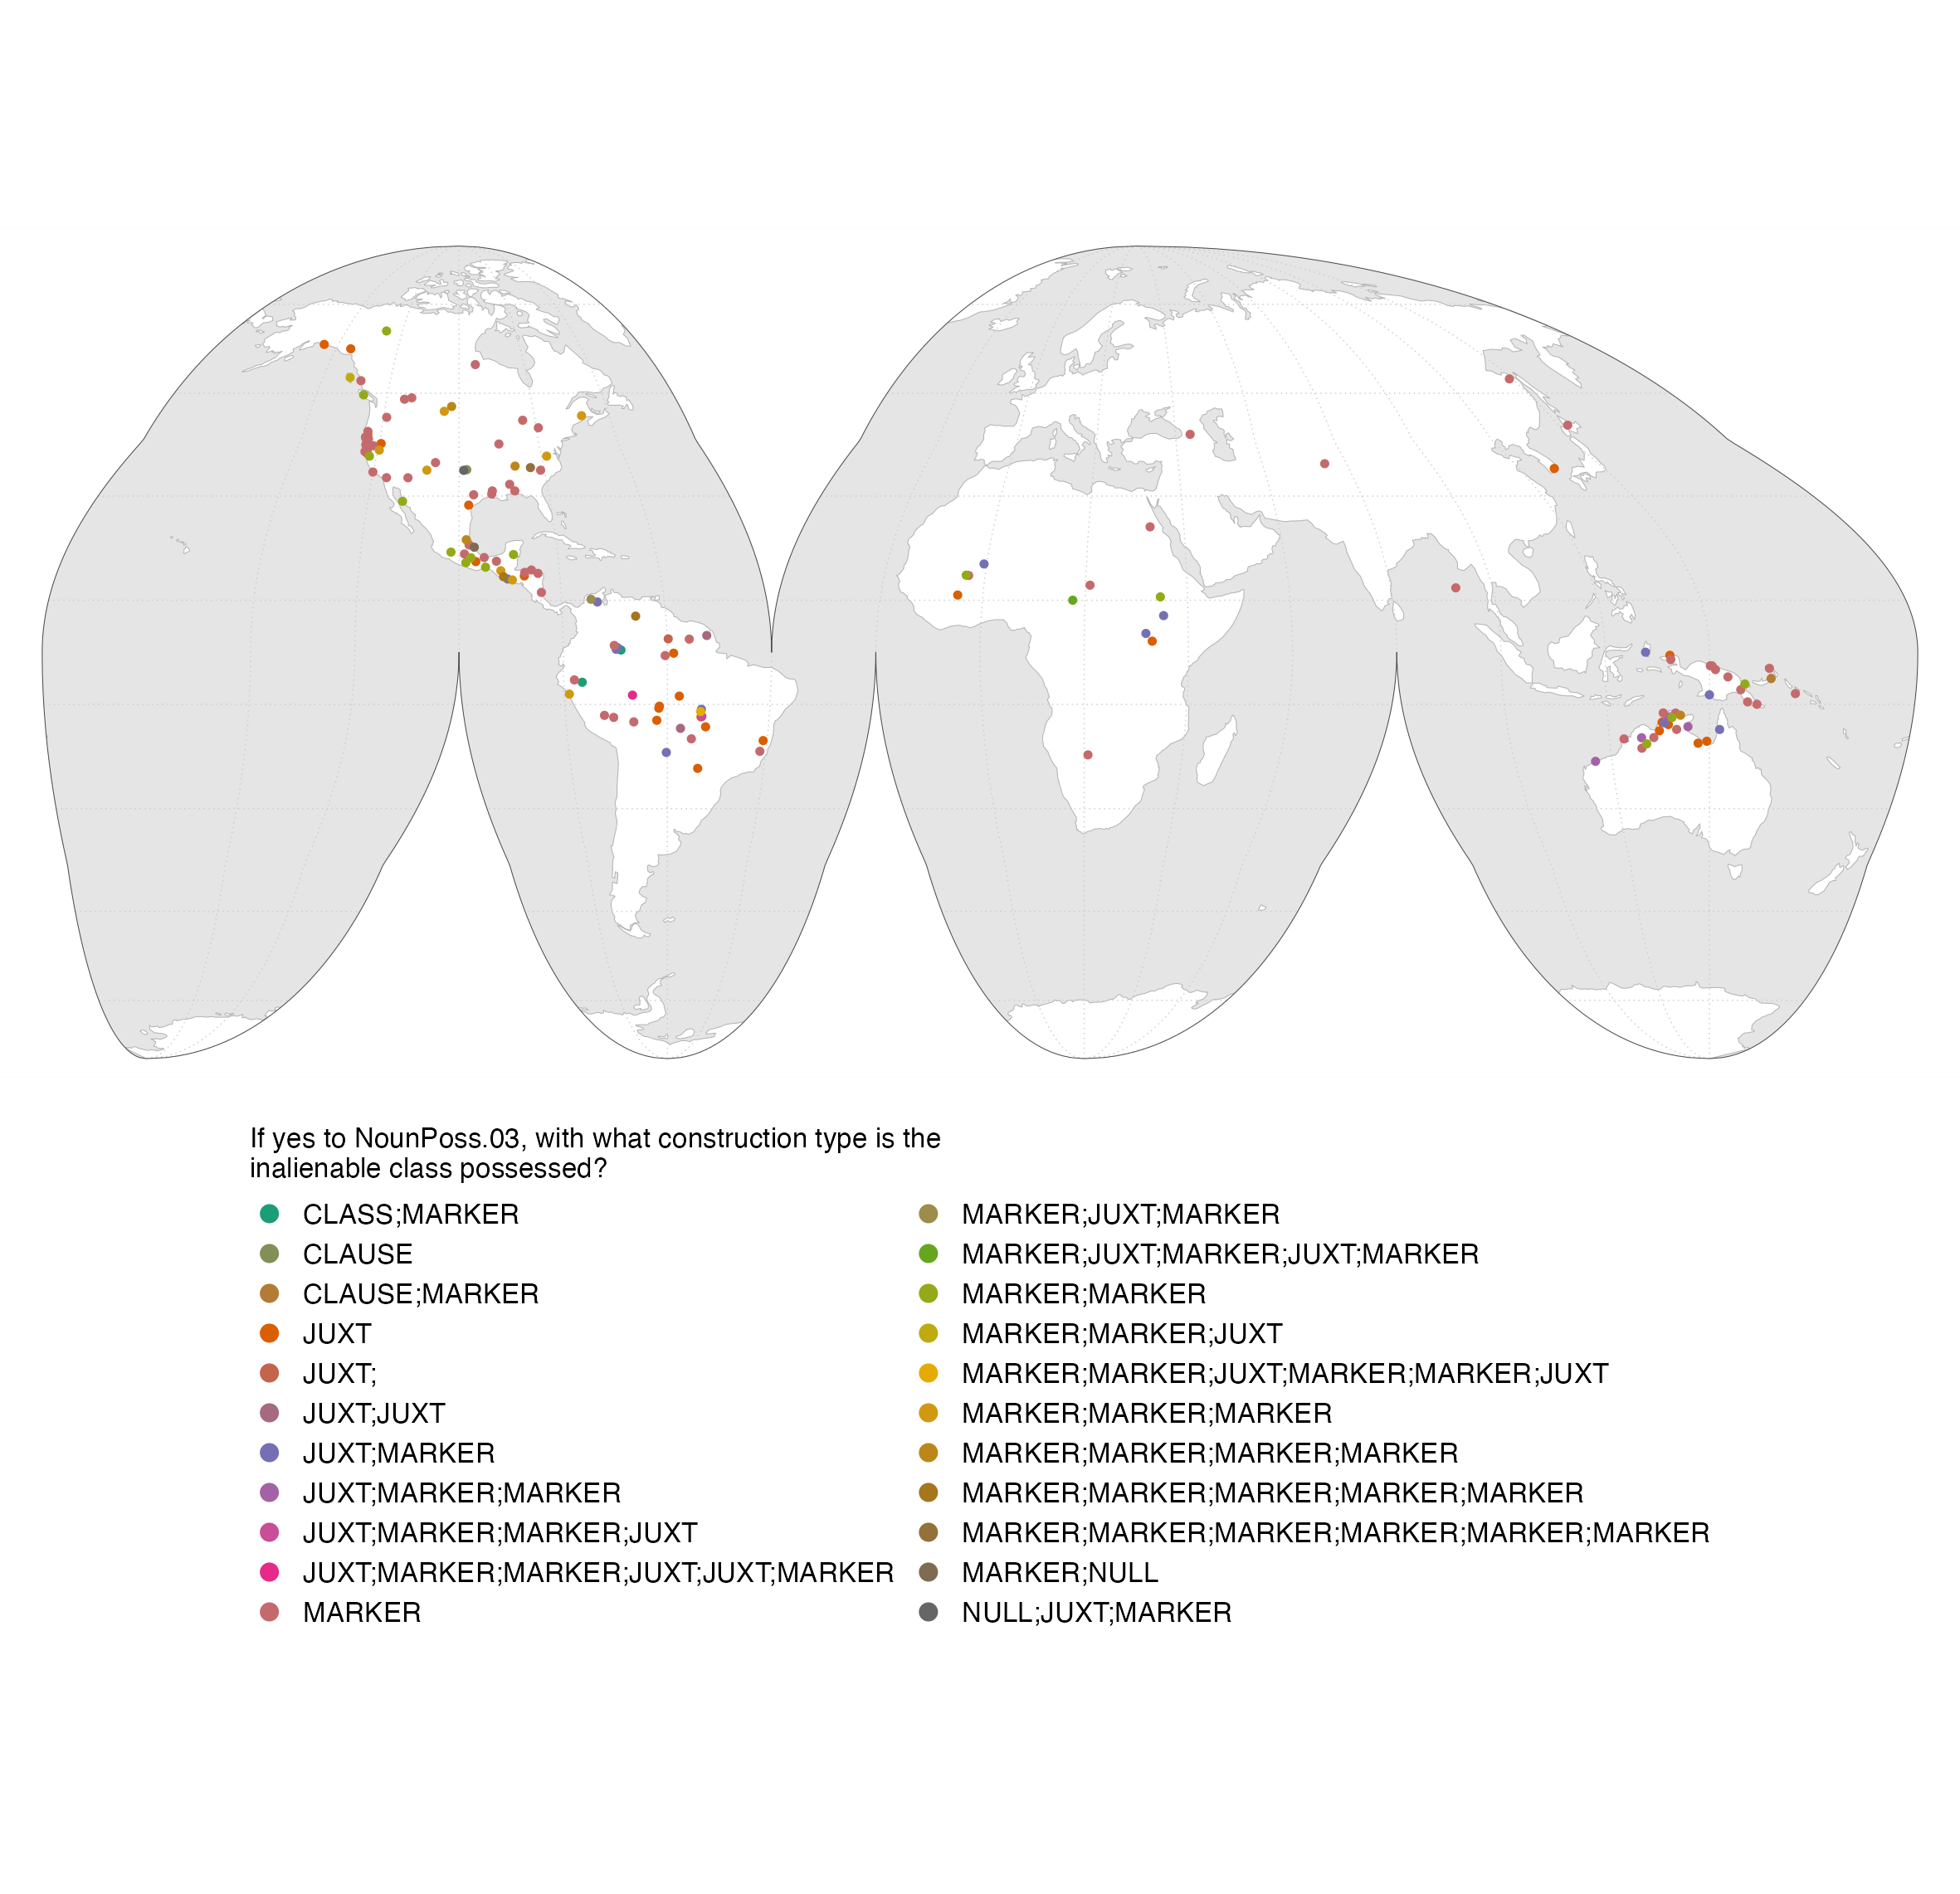 If yes to NounPoss.03, with what construction type is the
inalienable class possessed?
CLASS;MARKER
CLAUSE
CLAUSE;MARKER
JUXT
JUXT;
JUXT;JUXT
JUXT;MARKER
JUXT;MARKER;MARKER
JUXT;MARKER;MARKER;JUXT
JUXT;MARKER;MARKER;JUXT;JUXT;MARKER
MARKER
MARKER;JUXT;MARKER
MARKER;JUXT;MARKER;JUXT;MARKER
MARKER;MARKER
MARKER;MARKER;JUXT
MARKER;MARKER;JUXT;MARKER;MARKER;JUXT
MARKER;MARKER;MARKER
MARKER;MARKER;MARKER;MARKER
MARKER;MARKER;MARKER;MARKER;MARKER
MARKER;MARKER;MARKER;MARKER;MARKER;MARKER
MARKER;NULL
NULL;JUXT;MARKER